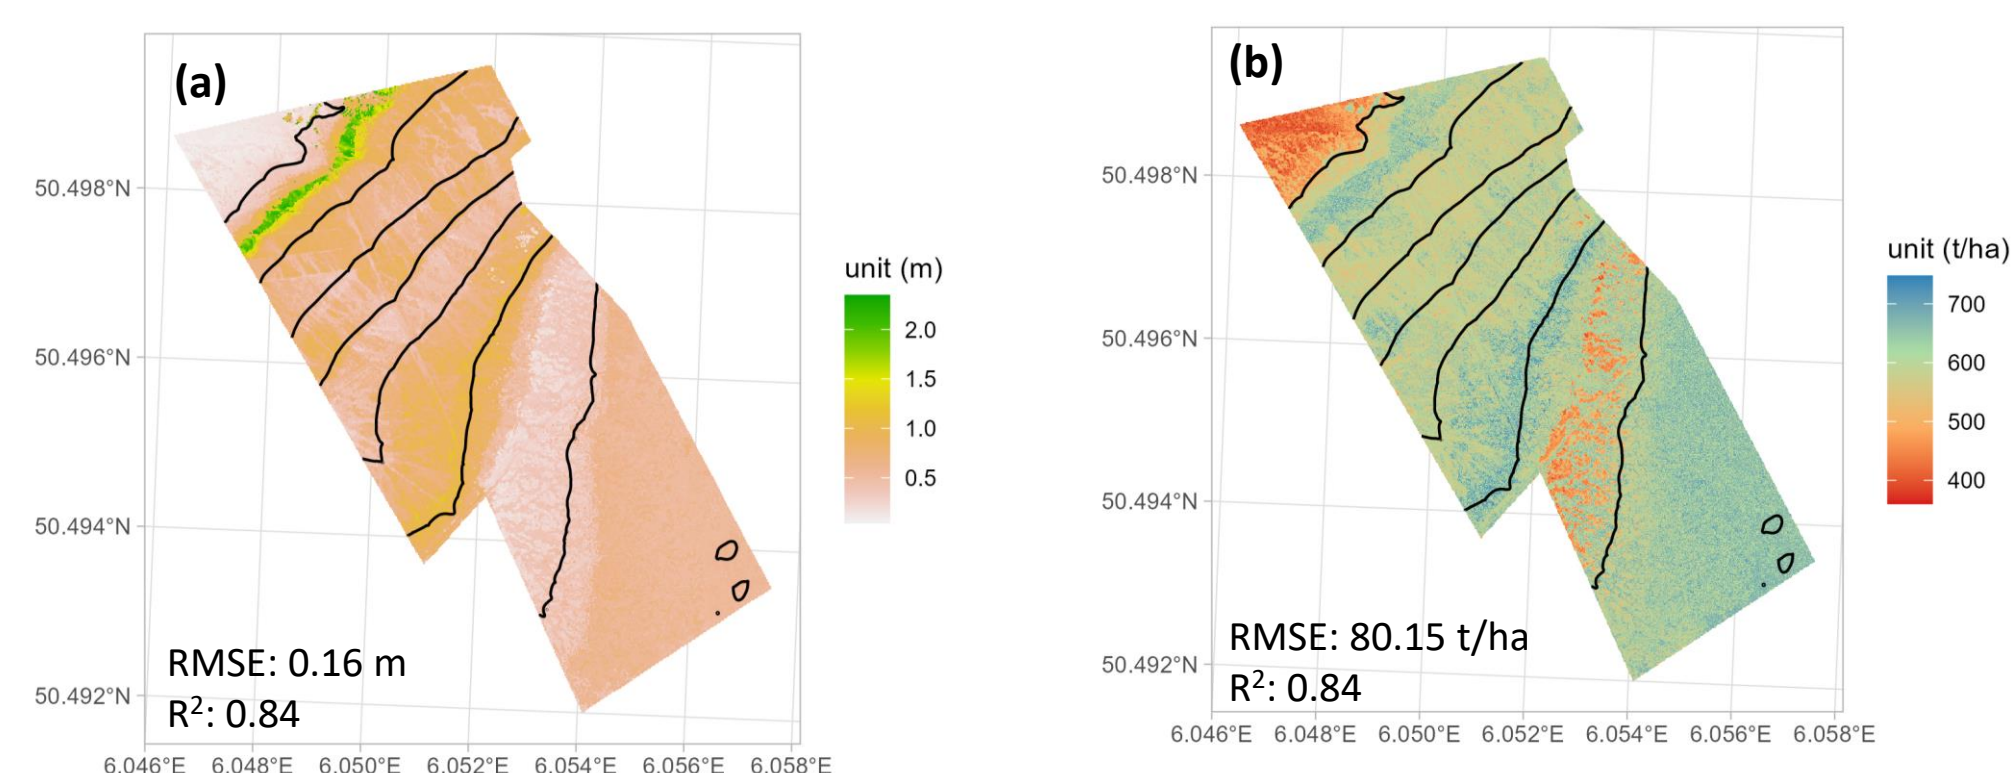 (a)
50.498°N
50.496°N
50.494°N
50.492°N
6.046°E 6.048°E 6.050°E 6.052°E 6.054°E 6.056°E 6.058°E
RMSE: 0.16 m
R²: 0.84
unit (m)
2.0
1.5
1.0
0.5
(b)
50.498°N
50.496°N
50.494°N
50.492°N
6.046°E 6.048°E 6.050°E 6.052°E 6.054°E 6.056°E 6.058°E
RMSE: 80.15 t/ha
R²: 0.84
unit (t/ha)
700
600
500
400